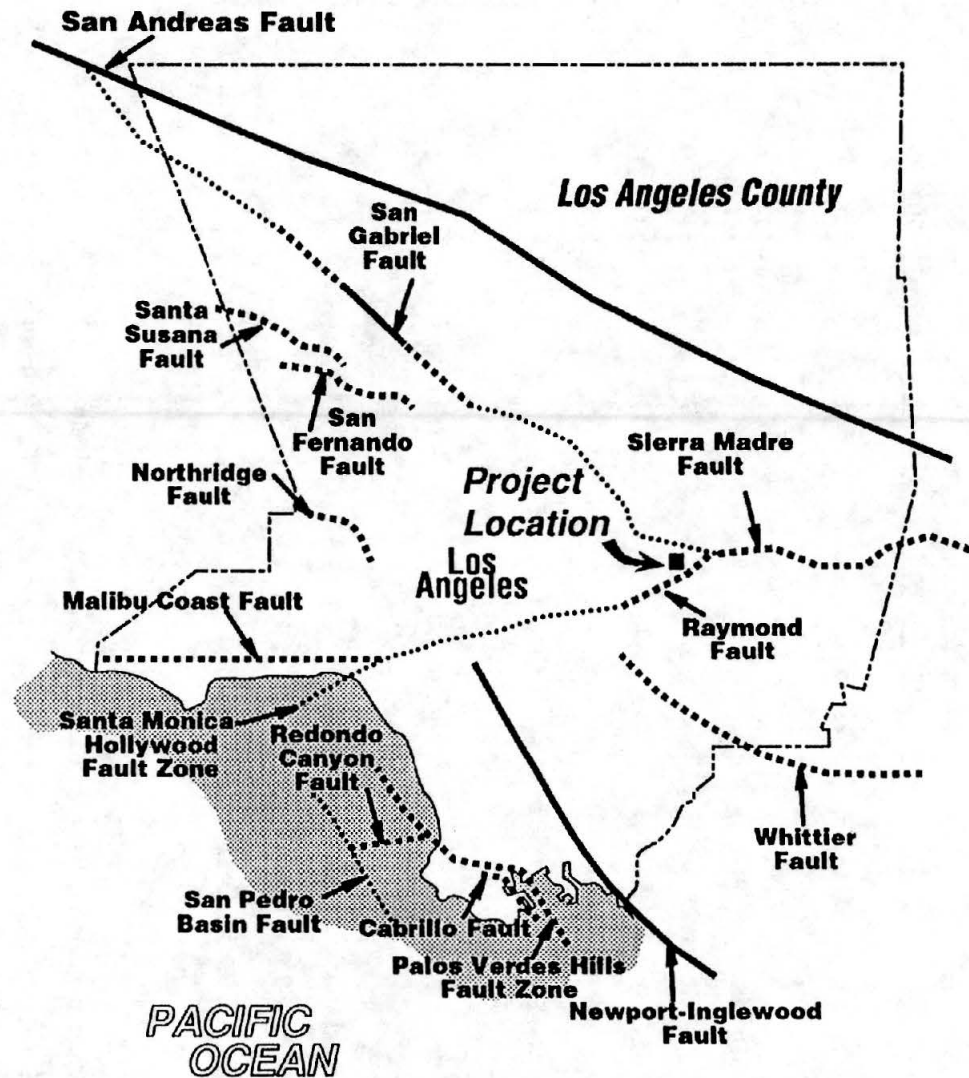 San Andreas Fault
Los Angeles County
San
Gabriel
Fault
Santa
Susana
Fault
San
Fernando
Fault
Northridge
Fault
Sierra Madre
Fault
Project
Location
Los
Angeles
Malibu Coast Fault
Raymond
Fault
Santa Monica
Hollywood
Fault Zone
Redondo
Canyon
Fault
Whittier
Fault
San Pedro
Basin Fault
Cabrillo Fault
Palos Verdes Hills
Fault Zone
Newport-Inglewood
Fault
PACIFIC
OCEAN